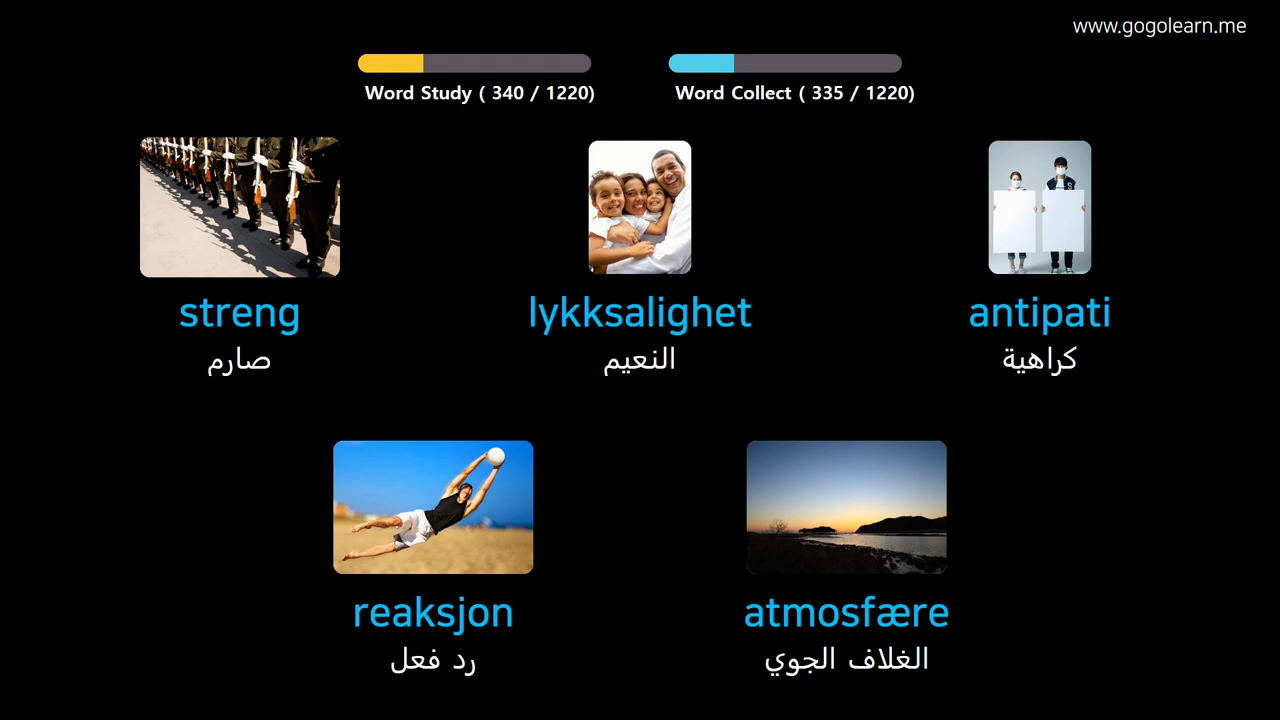 www.gogolearn.me
Word Study ( 340 / 1220)
Word Collect ( 335 / 1220)
streng
صارم
lykksalighet
النعيم
antipati
كراهية
reaksjon
رد فعل
atmosfære
الغلاف الجوي